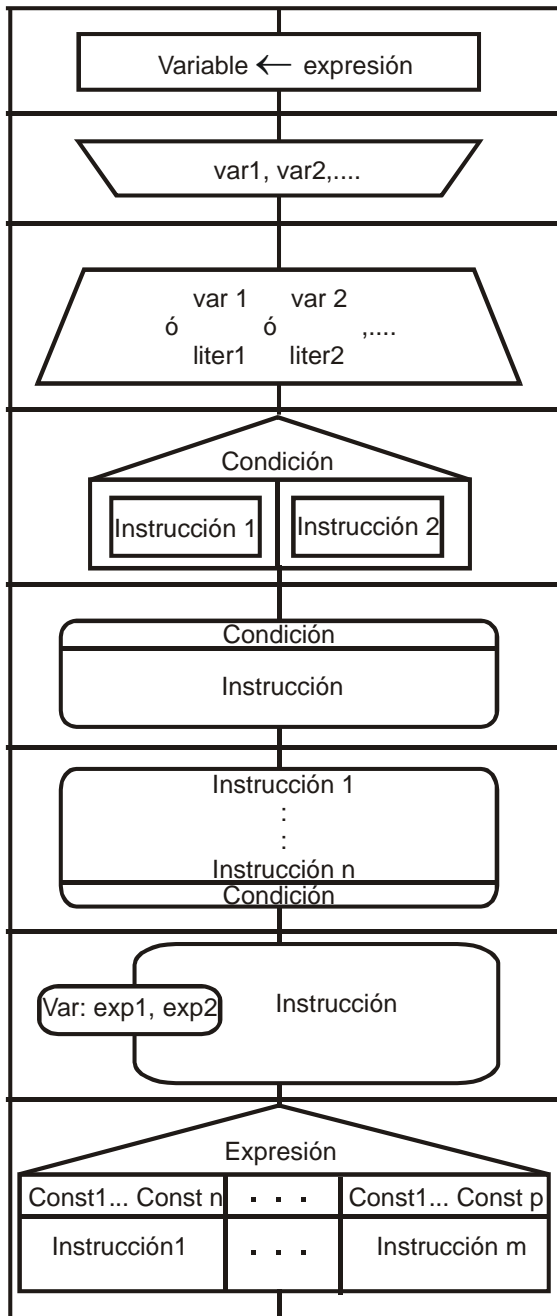 Variable ← expresión
var1, var2,....
var 1 var 2
ó ó ,....
liter1 liter2
Condición
Instrucción 1 Instrucción 2
Condición
Instrucción
Instrucción 1
:
:
Instrucción n
Condición
Var: exp1, exp2 Instrucción
Expresión
Const1... Const n . . . Const1... Const p
Instrucción1 . . . Instrucción m